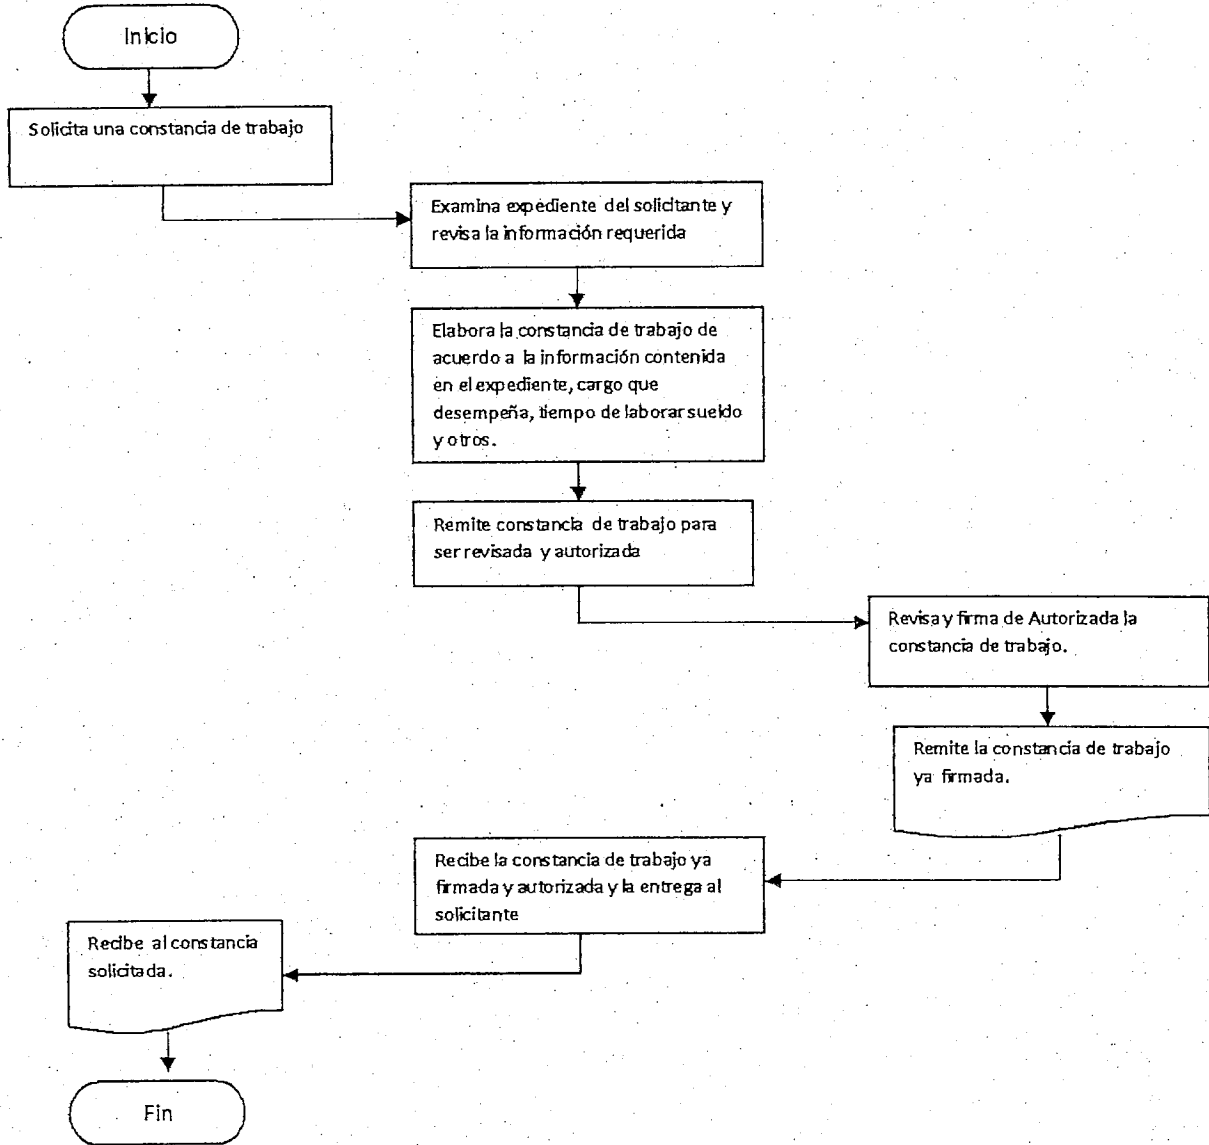 Inicio
Solicita una constancia de trabajo
Examina expediente del solicitante y
revisa la información requerida
Elabora la constancia de trabajo de
acuerdo a la información contenida
en el expediente, cargo que
desempeña, tiempo de laborar sueldo
y otros.
Remite constancia de trabajo para
ser revisada y autorizada
Revisa y firma de Autorizada la
constancia de trabajo.
Remite la constancia de trabajo
ya firmada.
Recibe la constancia de trabajo ya
firmada y autorizada y la entrega al
solicitante
Recibe al constancia
solicitada.
Fin